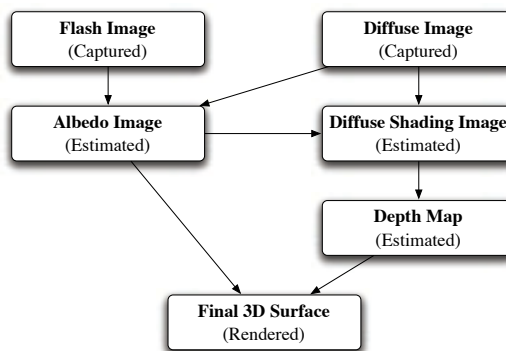 Flash Image
(Captured)
Diffuse Image
(Captured)
Albedo Image
(Estimated)
Diffuse Shading Image
(Estimated)
Depth Map
(Estimated)
Final 3D Surface
(Rendered)